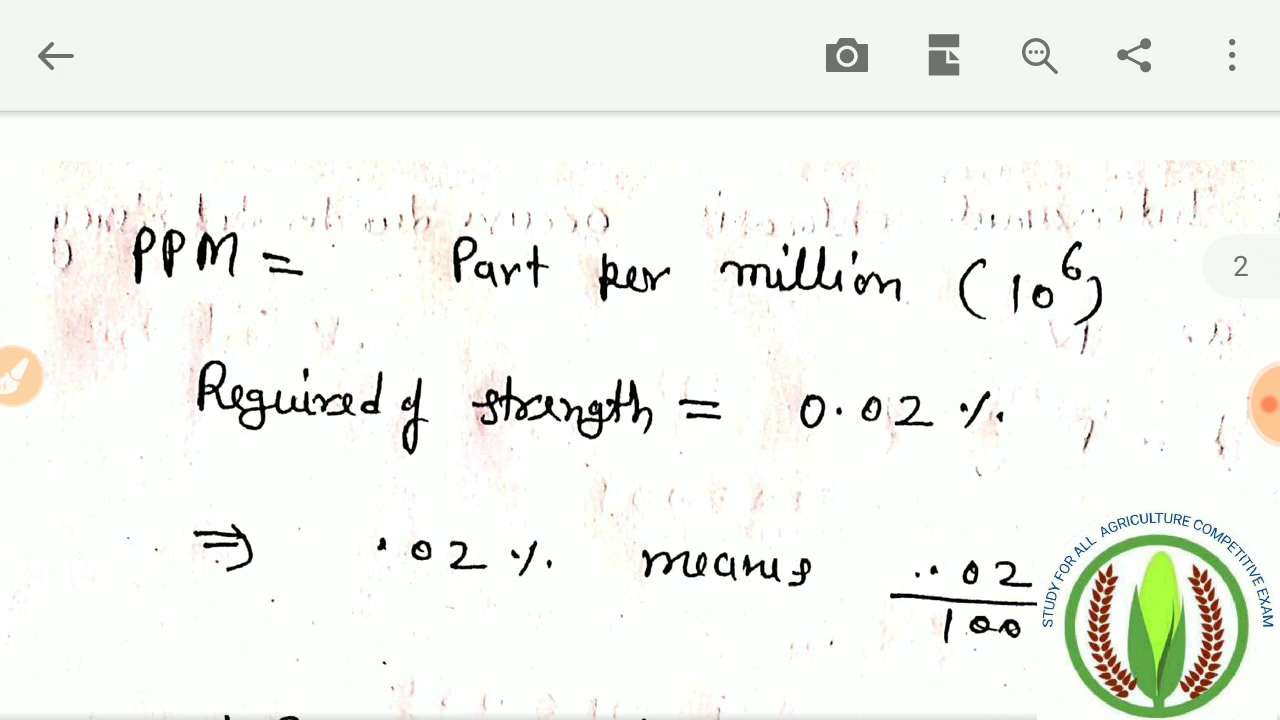 2
PPM = Part per million (10⁶)
Required of strength = 0.02 %.
⇒ .02 %. means .02
100
STUDY FOR ALL AGRICULTURE COMPETITIVE EXAM